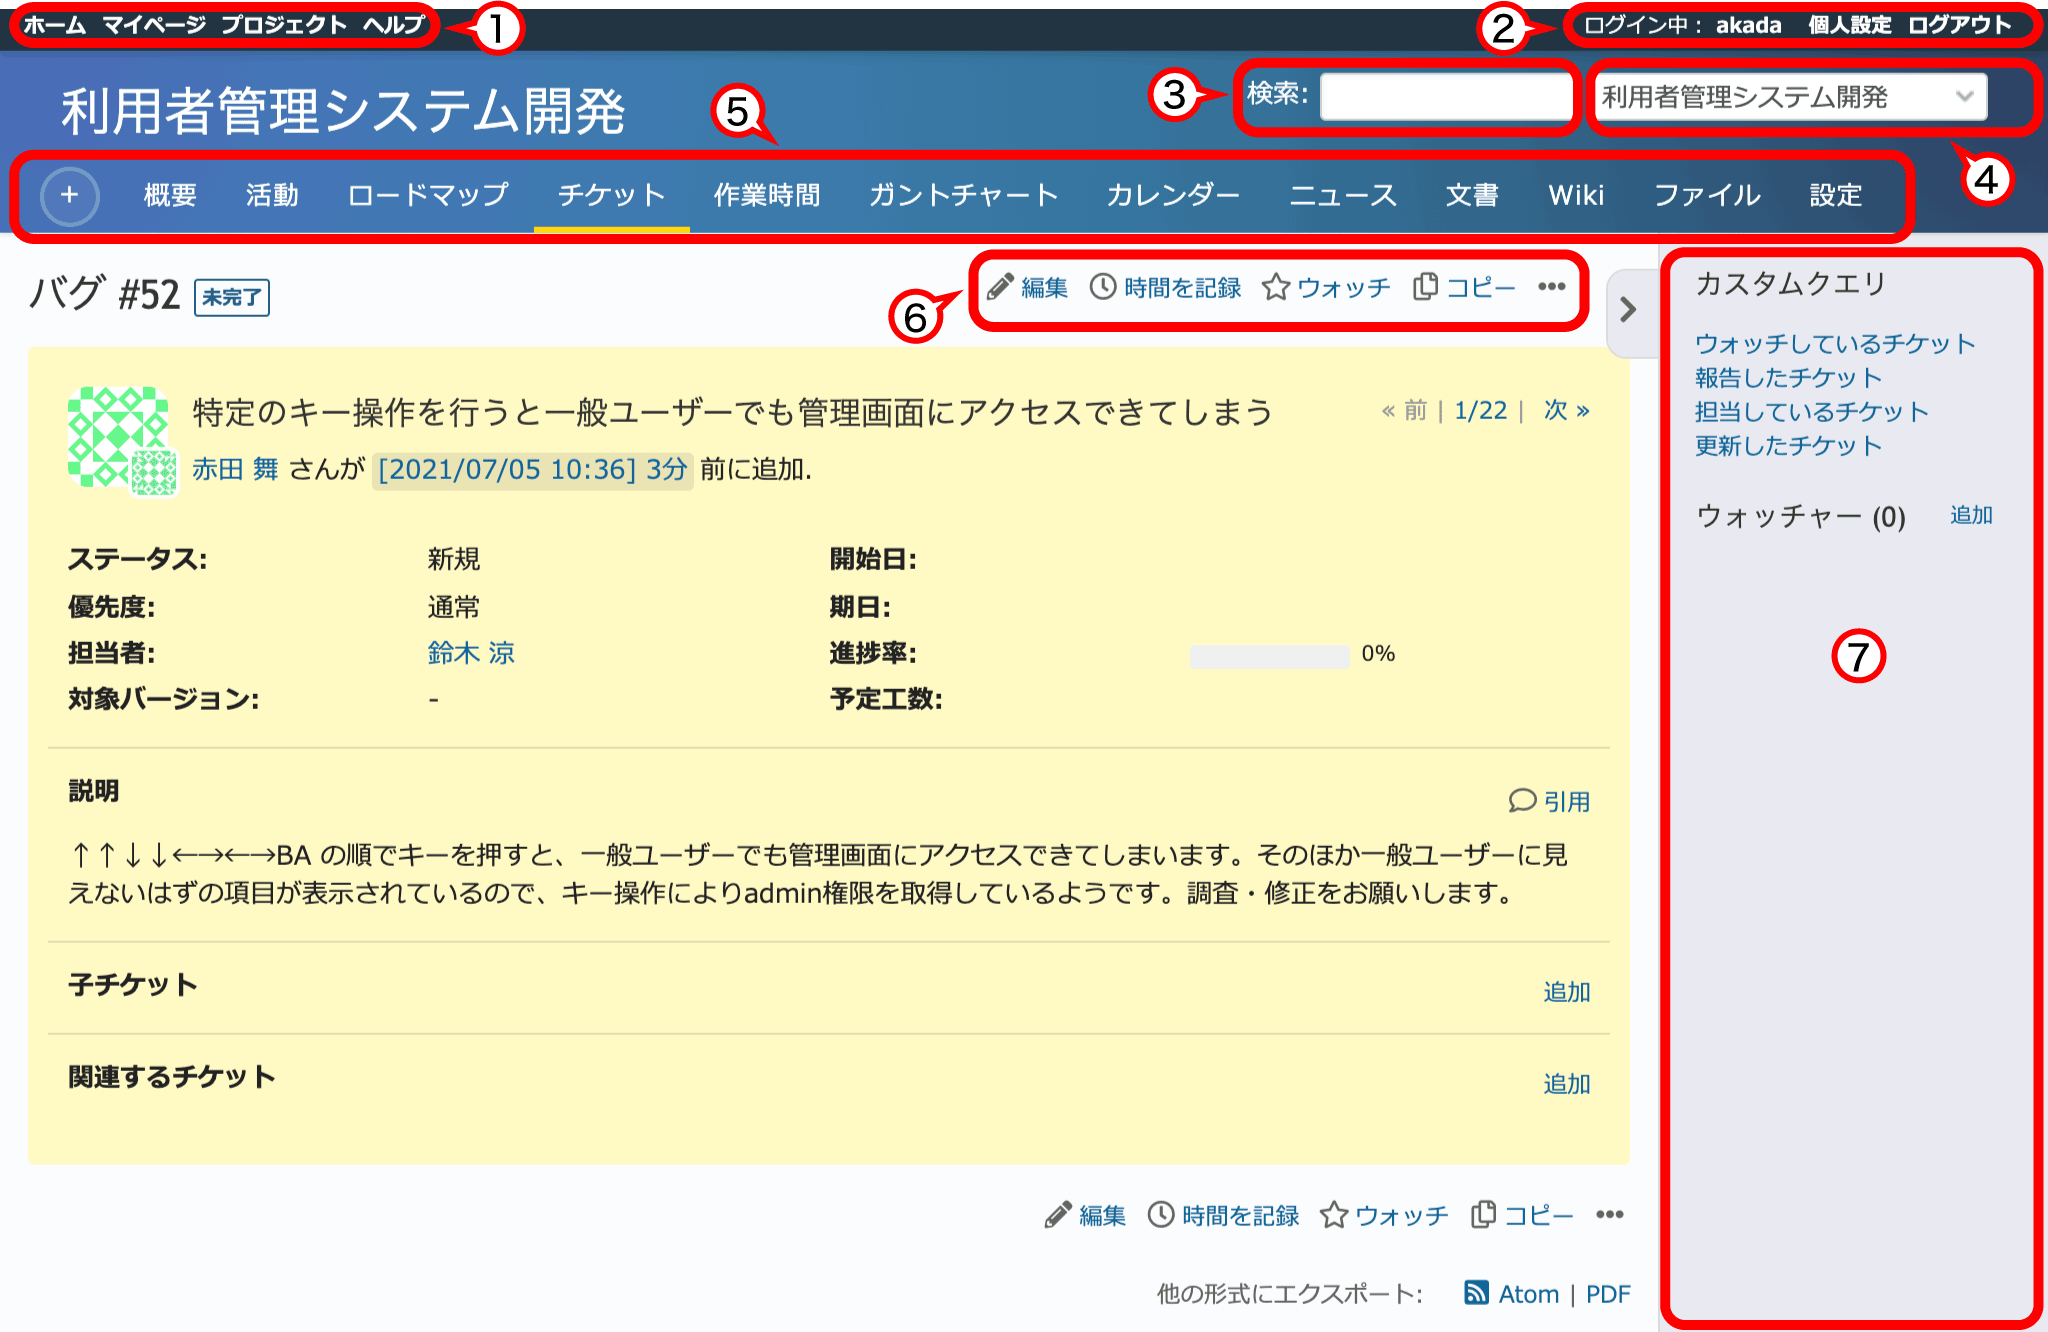 ホーム マイページ プロジェクト ヘルプ ① ② ログイン中: akada 個人設定 ログアウト
利用者管理システム開発 ⑤ ③ 検索: 利用者管理システム開発
④
+ 概要 活動 ロードマップ チケット 作業時間 ガントチャート カレンダー ニュース 文書 Wiki ファイル 設定
バグ #52 未完了
⑥ 編集 時間を記録 ウォッチ コピー •••
特定のキー操作を行うと一般ユーザーでも管理画面にアクセスできてしまう « 前 | 1/22 | 次 »
赤田 舞 さんが [2021/07/05 10:36] 3分 前に追加.
ステータス: 新規 開始日:
優先度: 通常 期日:
担当者: 鈴木 涼 進捗率: 0%
対象バージョン: - 予定工数:
説明
引用
↑↑↓↓←→←→BA の順でキーを押すと、一般ユーザーでも管理画面にアクセスできてしまいます。そのほか一般ユーザーに見
えないはずの項目が表示されているので、キー操作によりadmin権限を取得しているようです。調査・修正をお願いします。
子チケット 追加
関連するチケット 追加
編集 時間を記録 ウォッチ コピー •••
他の形式にエクスポート: Atom | PDF
カスタムクエリ
ウォッチしているチケット
報告したチケット
担当しているチケット
更新したチケット
ウォッチャー (0) 追加
⑦